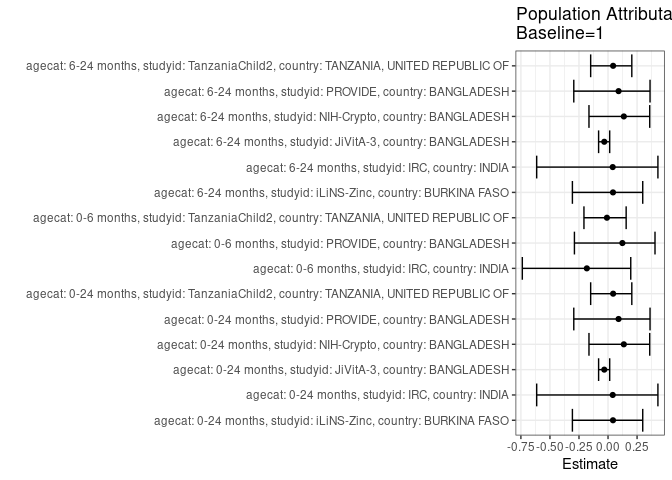 Population Attributa
Baseline=1
agecat: 6-24 months, studyid: TanzaniaChild2, country: TANZANIA, UNITED REPUBLIC OF
agecat: 6-24 months, studyid: PROVIDE, country: BANGLADESH
agecat: 6-24 months, studyid: NIH-Crypto, country: BANGLADESH
agecat: 6-24 months, studyid: JiVitA-3, country: BANGLADESH
agecat: 6-24 months, studyid: IRC, country: INDIA
agecat: 6-24 months, studyid: iLiNS-Zinc, country: BURKINA FASO
agecat: 0-6 months, studyid: TanzaniaChild2, country: TANZANIA, UNITED REPUBLIC OF
agecat: 0-6 months, studyid: PROVIDE, country: BANGLADESH
agecat: 0-6 months, studyid: IRC, country: INDIA
agecat: 0-24 months, studyid: TanzaniaChild2, country: TANZANIA, UNITED REPUBLIC OF
agecat: 0-24 months, studyid: PROVIDE, country: BANGLADESH
agecat: 0-24 months, studyid: NIH-Crypto, country: BANGLADESH
agecat: 0-24 months, studyid: JiVitA-3, country: BANGLADESH
agecat: 0-24 months, studyid: IRC, country: INDIA
agecat: 0-24 months, studyid: iLiNS-Zinc, country: BURKINA FASO
-0.75 -0.50 -0.25 0.00 0.25
Estimate